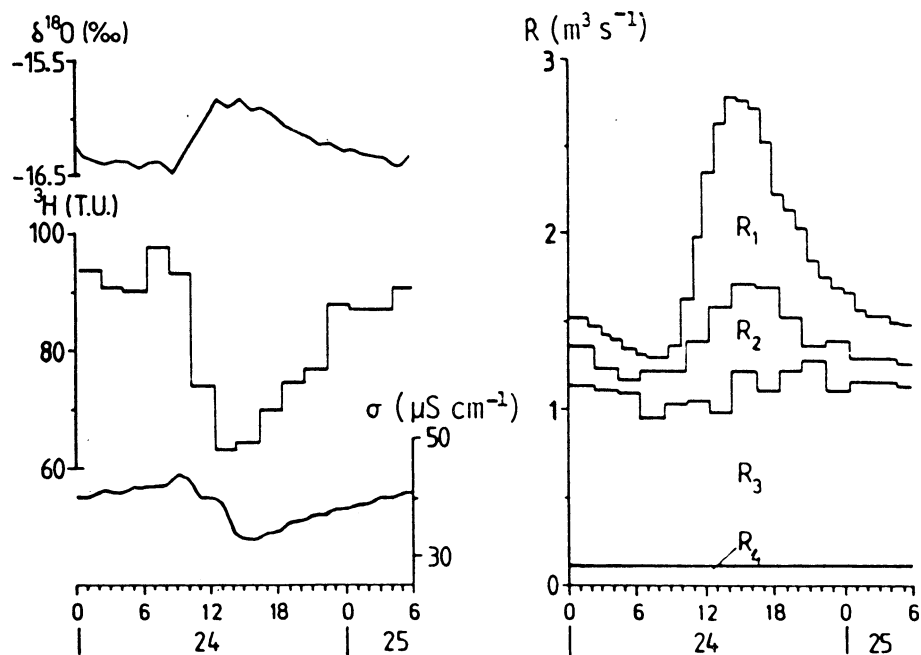 δ¹⁸O (‰)
-15.5
-16.5
³H (T.U.)
100
80
60
σ (µS cm⁻¹)
50
30
0 6 12 18 0 6
24 25
R (m³ s⁻¹)
3
2
1
0
R₁
R₂
R₃
R₄
0 6 12 18 0 6
24 25